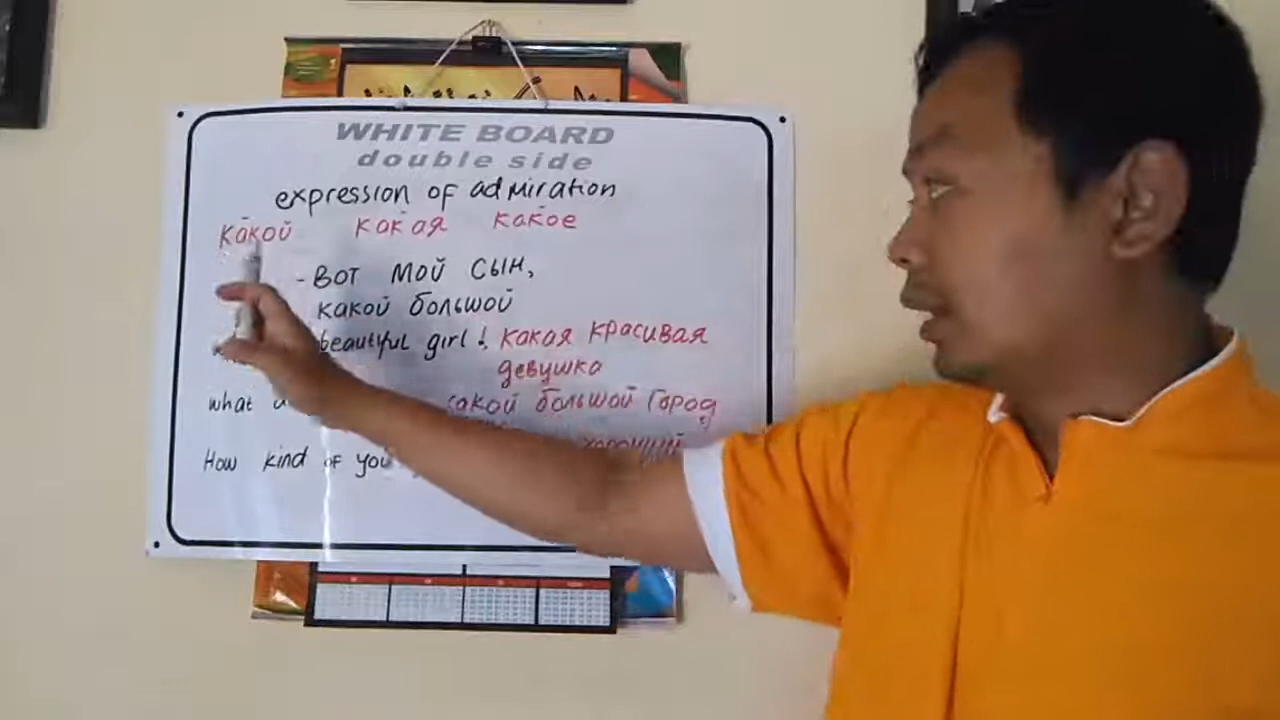 WHITE BOARD
double side
expression of admiration
какой какая какое
- Вот мой сын,
какой большой
beautiful girl! какая красивая
девушка
what большой город
хороший
How kind of you